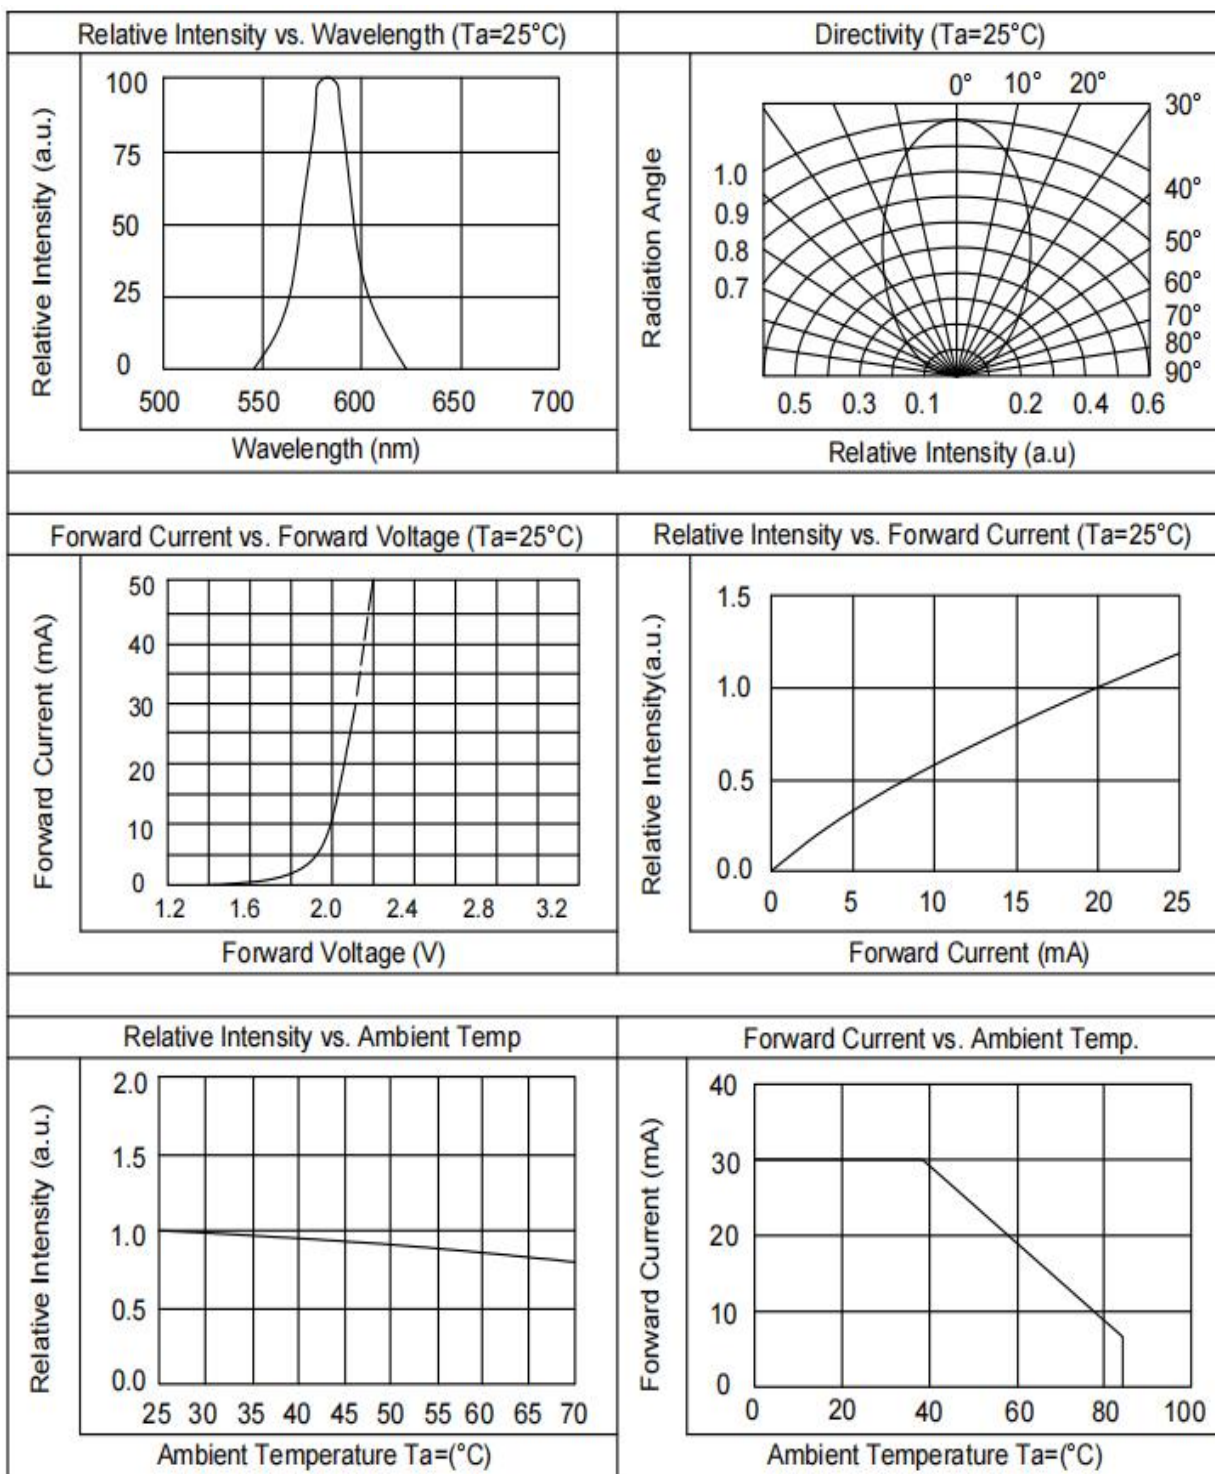 Relative Intensity vs. Wavelength (Ta=25°C)
Relative Intensity (a.u.)
100
75
50
25
0
500 550 600 650 700
Wavelength (nm)
Directivity (Ta=25°C)
Radiation Angle
0° 10° 20° 30°
40°
50°
60°
70°
80°
90°
1.0
0.9
0.8
0.7
0.5 0.3 0.1 0.2 0.4 0.6
Relative Intensity (a.u)
Forward Current vs. Forward Voltage (Ta=25°C)
Forward Current (mA)
50
40
30
20
10
0
1.2 1.6 2.0 2.4 2.8 3.2
Forward Voltage (V)
Relative Intensity vs. Forward Current (Ta=25°C)
Relative Intensity(a.u.)
1.5
1.0
0.5
0.0
0 5 10 15 20 25
Forward Current (mA)
Relative Intensity vs. Ambient Temp
Relative Intensity (a.u.)
2.0
1.5
1.0
0.5
0.0
25 30 35 40 45 50 55 60 65 70
Ambient Temperature Ta=(°C)
Forward Current vs. Ambient Temp.
Forward Current (mA)
40
30
20
10
0
0 20 40 60 80 100
Ambient Temperature Ta=(°C)